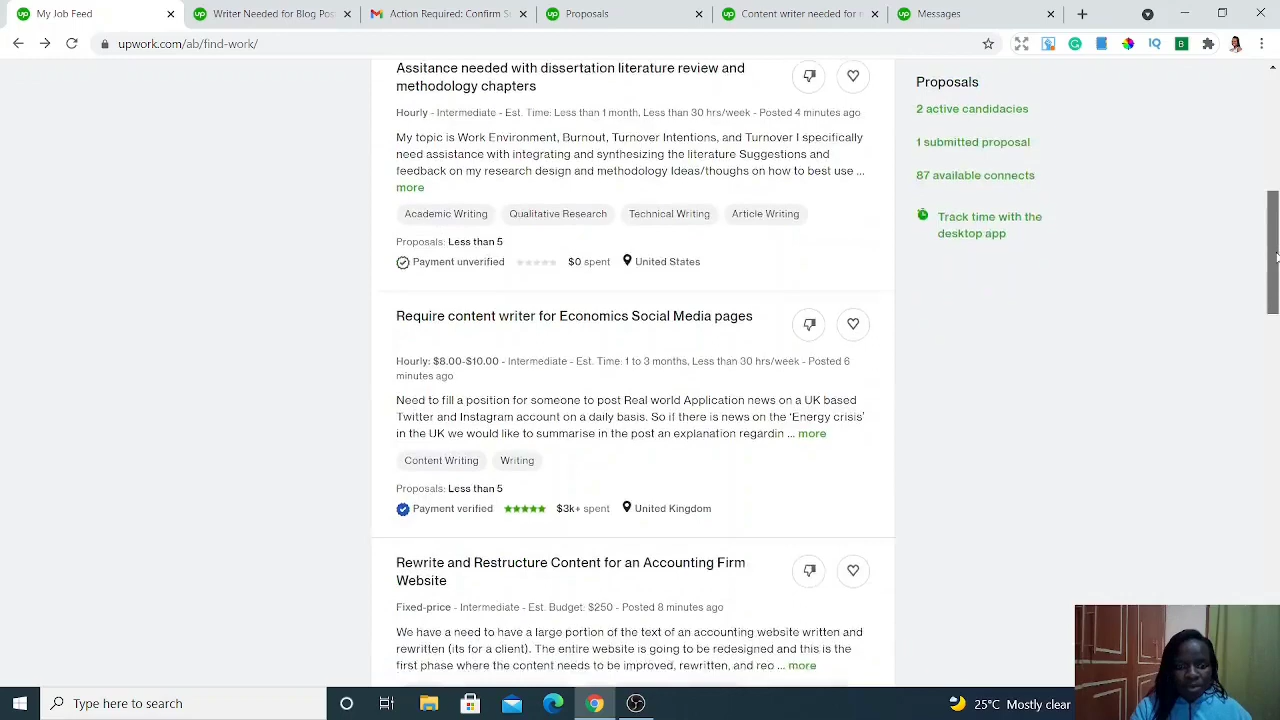 My Job Feed
Writer Needed for Blog Pos
Action Required: Confirm S
Proposals
Content writer needed for n
Messages
upwork.com/ab/find-work/
Assitance needed with dissertation literature review and
methodology chapters
Hourly - Intermediate - Est. Time: Less than 1 month, Less than 30 hrs/week - Posted 4 minutes ago
My topic is Work Environment, Burnout, Turnover Intentions, and Turnover I specifically
need assistance with integrating and synthesizing the literature Suggestions and
feedback on my research design and methodology Ideas/thoughs on how to best use ...
more
Academic Writing
Qualitative Research
Technical Writing
Article Writing
Proposals: Less than 5
Payment unverified
$0 spent
United States
Require content writer for Economics Social Media pages
Hourly: $8.00-$10.00 - Intermediate - Est. Time: 1 to 3 months, Less than 30 hrs/week - Posted 6
minutes ago
Need to fill a position for someone to post Real world Application news on a UK based
Twitter and Instagram account on a daily basis. So if there is news on the 'Energy crisis'
in the UK we would like to summarise in the post an explanation regardin ... more
Content Writing
Writing
Proposals: Less than 5
Payment verified
$3k+ spent
United Kingdom
Rewrite and Restructure Content for an Accounting Firm
Website
Fixed-price - Intermediate - Est. Budget: $250 - Posted 8 minutes ago
We have a need to have a large portion of the text of an accounting website written and
rewritten (its for a client). The entire website is going to be redesigned and this is the
first phase where the content needs to be improved, rewritten, and reo ... more
Proposals
2 active candidacies
1 submitted proposal
87 available connects
Track time with the
desktop app
Type here to search
25°C Mostly clear